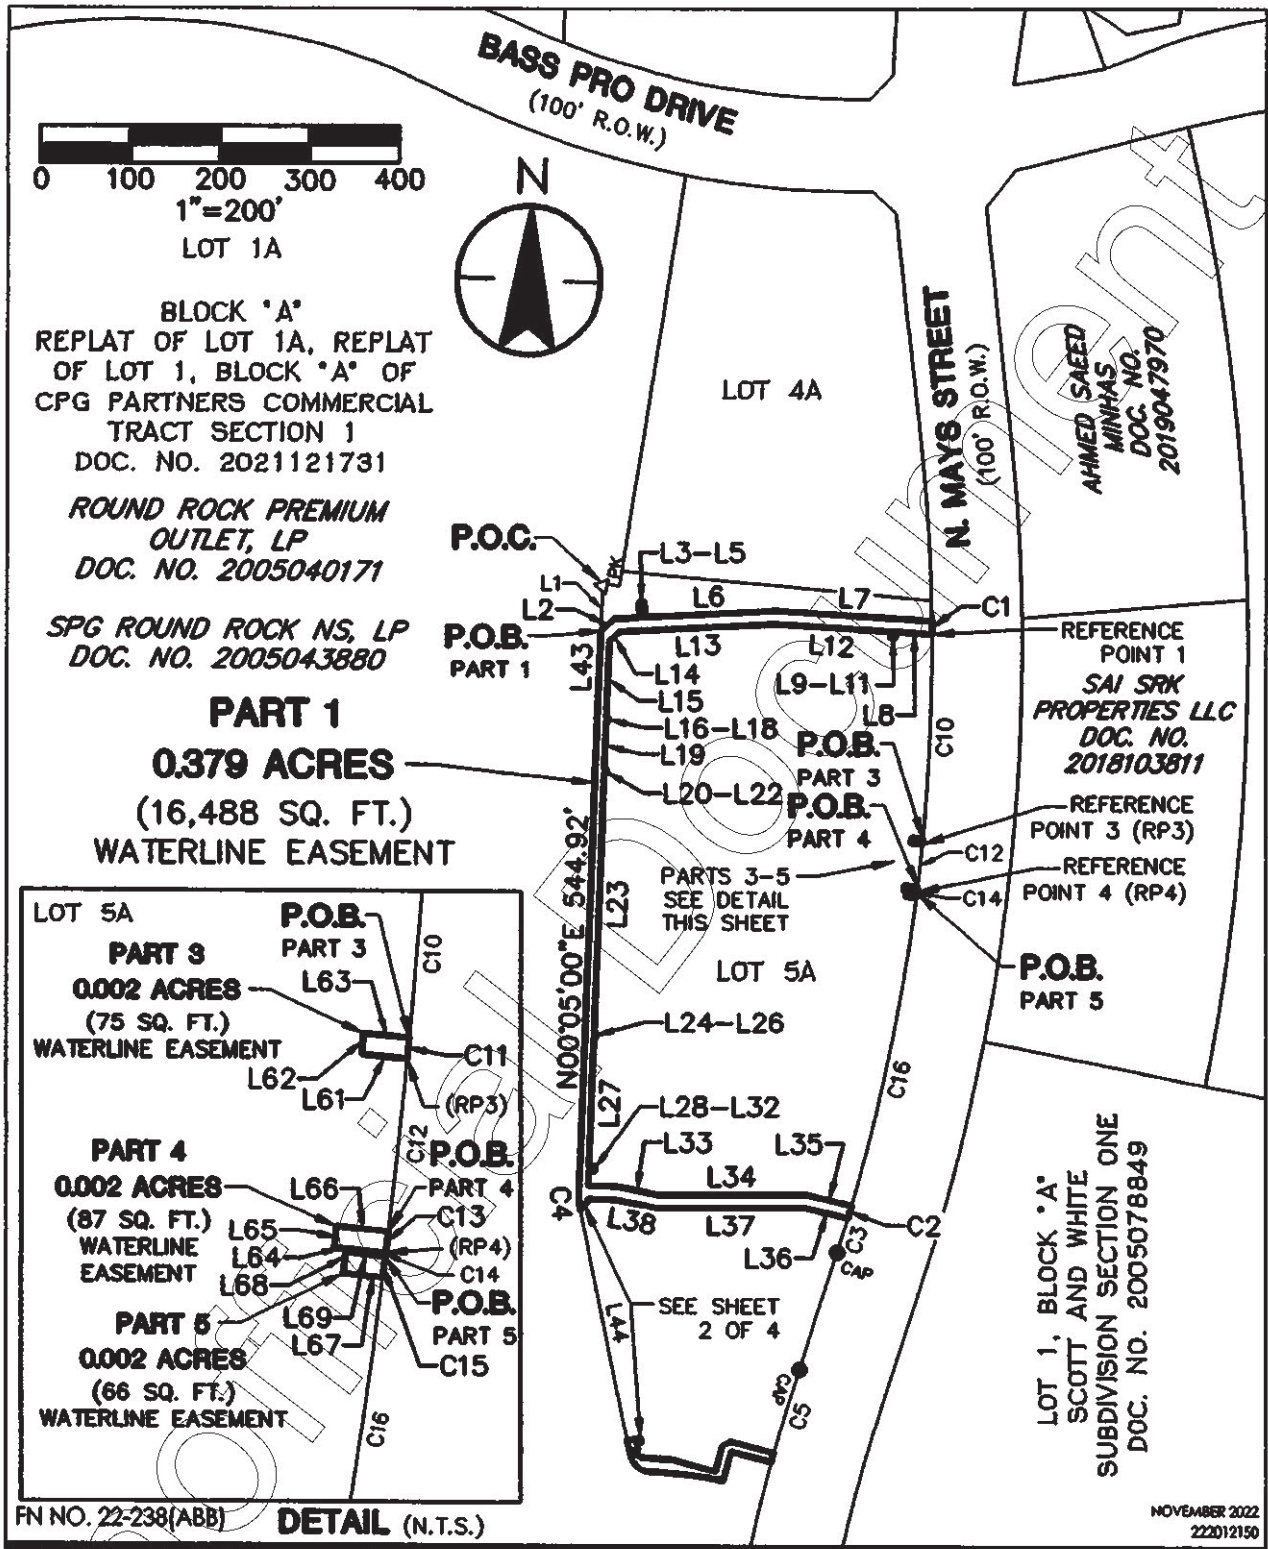 BASS PRO DRIVE
(100' R.O.W.)
0 100 200 300 400
1"=200'
N
LOT 1A
BLOCK "A"
REPLAT OF LOT 1A, REPLAT
OF LOT 1, BLOCK "A" OF
CPG PARTNERS COMMERCIAL
TRACT SECTION 1
DOC. NO. 2021121731
ROUND ROCK PREMIUM
OUTLET, LP
DOC. NO. 2005040171
SPG ROUND ROCK NS, LP
DOC. NO. 2005043880
PART 1
0.379 ACRES
(16,488 SQ. FT.)
WATERLINE EASEMENT
LOT 4A
N. MAYS STREET
(100' R.O.W.)
AHMED SAEED
MINHAS
DOC. NO.
2019047970
P.O.C.
LPK
L1
L2
L3-L5
L6
L7
C1
P.O.B.
PART 1
L43
L13
L12
L14
L15
L16-L18
L19
L20-L22
L9-L11
L8
REFERENCE
POINT 1
SAI SRK
PROPERTIES LLC
DOC. NO.
2018103811
C10
P.O.B.
PART 3
P.O.B.
PART 4
REFERENCE
POINT 3 (RP3)
C12
REFERENCE
POINT 4 (RP4)
C14
PARTS 3-5
SEE DETAIL
THIS SHEET
P.O.B.
PART 5
N00°05'00"E 544.92'
L23
LOT 5A
L24-L26
L27
L28-L32
L33
L34
L35
C16
C4
L38
L37
L36
C2
C3
CAP
L44
SEE SHEET
2 OF 4
CAP
C5
LOT 1, BLOCK "A"
SCOTT AND WHITE
SUBDIVISION SECTION ONE
DOC. NO. 2005078849
LOT 5A
P.O.B.
PART 3
PART 3
0.002 ACRES
(75 SQ. FT.)
WATERLINE EASEMENT
L63
C10
L62
L61
C11
(RP3)
C12
PART 4
0.002 ACRES
(87 SQ. FT.)
WATERLINE
EASEMENT
P.O.B.
PART 4
L66
L65
L64
C13
(RP4)
C14
L68
PART 5
0.002 ACRES
(66 SQ. FT.)
WATERLINE EASEMENT
L69
L67
P.O.B.
PART 5
C15
C16
FN NO. 22-238(ABB)
DETAIL (N.T.S.)
NOVEMBER 2022
222012150